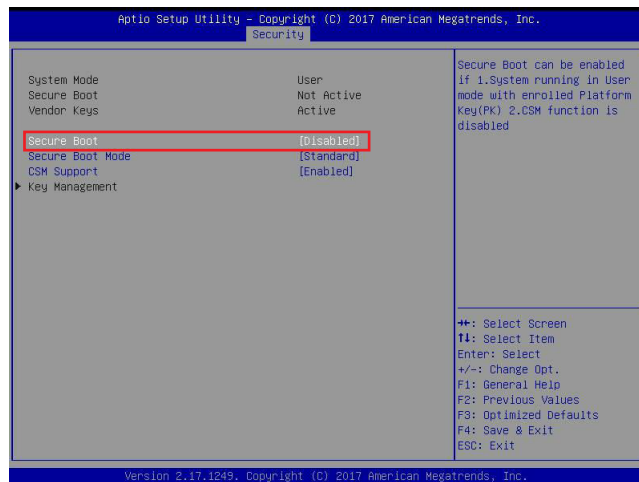 Aptio Setup Utility – Copyright (C) 2017 American Megatrends, Inc.
Security
System Mode User
Secure Boot Not Active
Vendor Keys Active
Secure Boot [Disabled]
Secure Boot Mode [Standard]
CSM Support [Enabled]
Key Management
Secure Boot can be enabled
if 1.System running in User
mode with enrolled Platform
Key(PK) 2.CSM function is
disabled
→←: Select Screen
↑↓: Select Item
Enter: Select
+/-: Change Opt.
F1: General Help
F2: Previous Values
F3: Optimized Defaults
F4: Save & Exit
ESC: Exit
Version 2.17.1249. Copyright (C) 2017 American Megatrends, Inc.